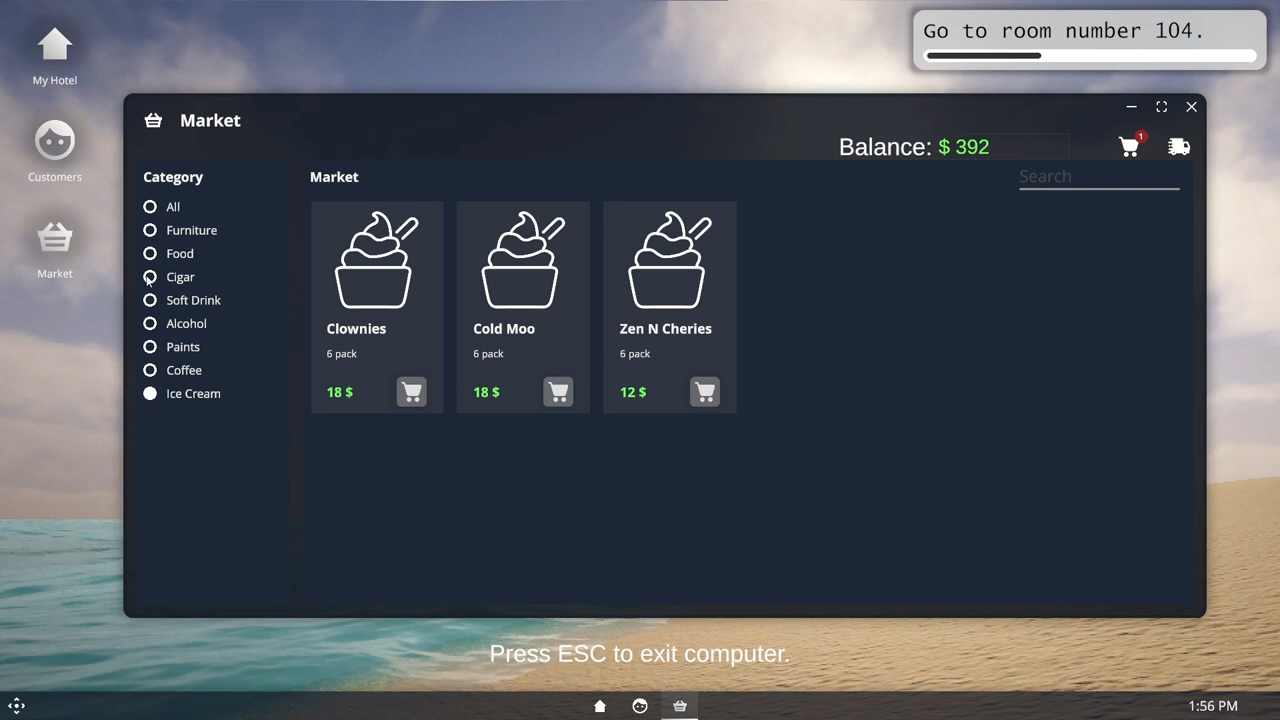 Go to room number 104.
My Hotel
Customers
Market
Market
Balance: $ 392
1
Category
All
Furniture
Food
Cigar
Soft Drink
Alcohol
Paints
Coffee
Ice Cream
Market
Search
Clownies
6 pack
18 $
Cold Moo
6 pack
18 $
Zen N Cheries
6 pack
12 $
Press ESC to exit computer.
1:56 PM